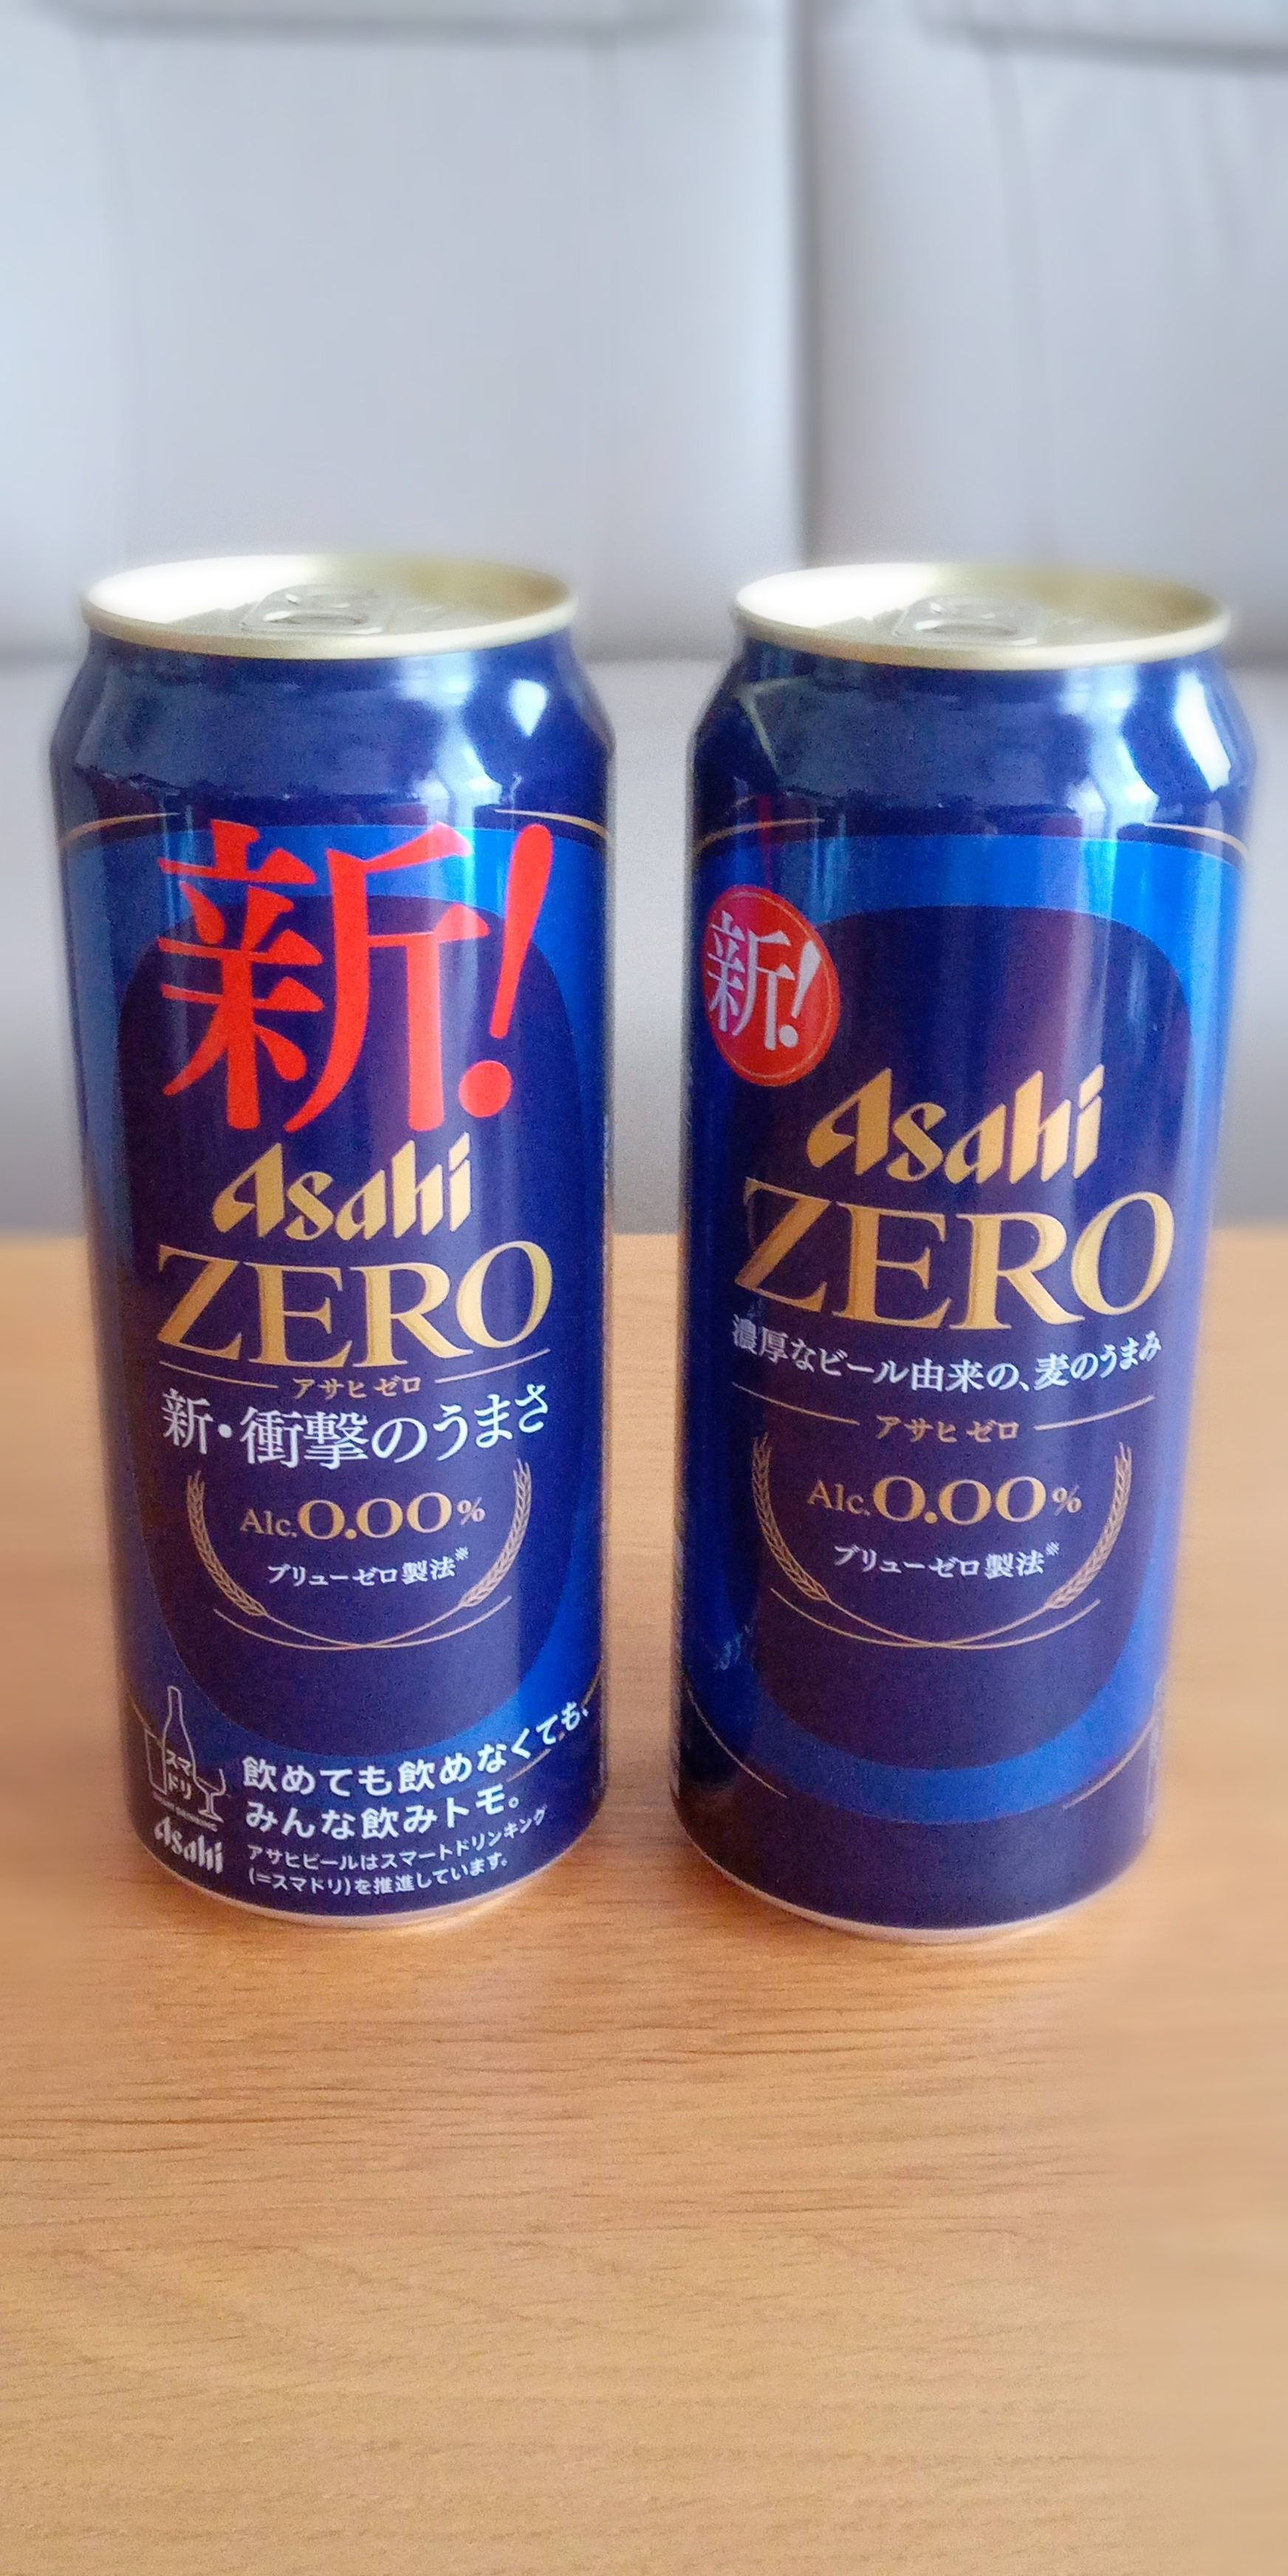 新!
Asahi
ZERO
アサヒ ゼロ
新・衝撃のうまさ
Alc.0.00%
ブリューゼロ製法※
スマ
ドリ
Asahi
飲めても飲めなくても、
みんな飲みトモ。
アサヒビールはスマートドリンキング
(=スマドリ)を推進しています。
新!
Asahi
ZERO
濃厚なビール由来の、麦のうまみ
アサヒ ゼロ
Alc.0.00%
ブリューゼロ製法※